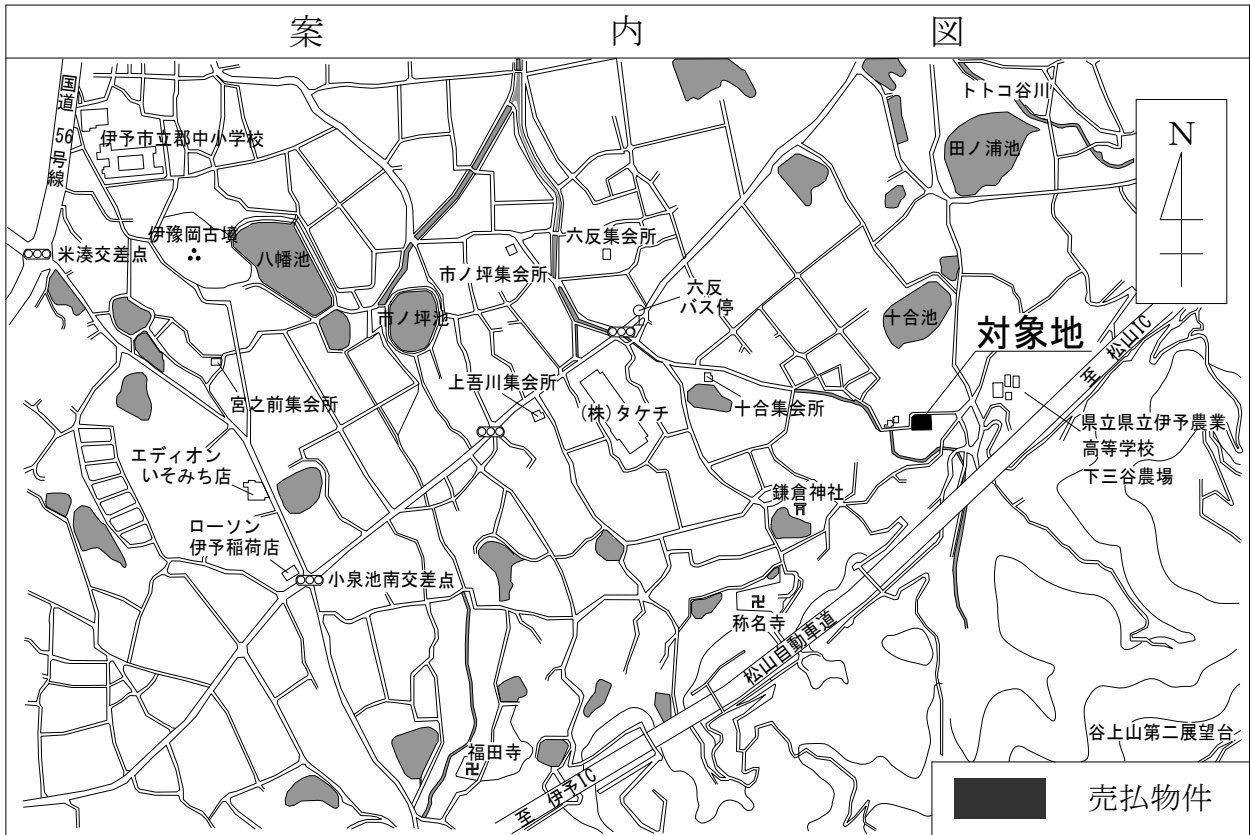 案内図
国道56号線
伊予市立郡中小学校
トトコ谷川
田ノ浦池
N
伊豫岡古墳
八幡池
米湊交差点
六反集会所
市ノ坪集会所
六反
バス停
市ノ坪池
十合池
対象地
至 松山IC
上吾川集会所
宮之前集会所
(株)タケチ
十合集会所
県立県立伊予農業
高等学校
下三谷農場
エディオン
いそみち店
鎌倉神社
ローソン
伊予稲荷店
小泉池南交差点
称名寺
松山自動車道
谷上山第二展望台
福田寺
至 伊予IC
売払物件